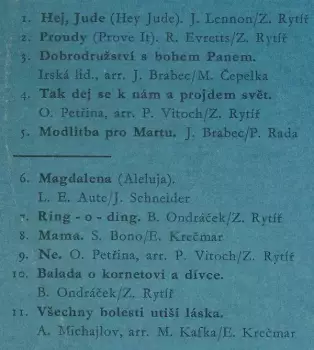 1. Hej, Jude (Hey Jude). J. Lennon/Z. Rytíř
2. Proudy (Prove It). R. Evretts/Z. Rytíř
3. Dobrodružství s bohem Panem.
Irská lid., arr. J. Brabec/M. Čepelka
4. Tak dej se k nám a projdem svět.
O. Petřina, arr. P. Vitoch/Z. Rytíř
5. Modlitba pro Martu. J. Brabec/P. Rada
6. Magdalena (Aleluja).
L. E. Aute/J. Schneider
7. Ring - o - ding. B. Ondráček/Z. Rytíř
8. Mama. S. Bono/E. Krečmar
9. Ne. O. Petřina, arr. P. Vitoch/Z. Rytíř
10. Balada o kornetovi a dívce.
B. Ondráček/Z. Rytíř
11. Všechny bolesti utiší láska.
A. Michajlov, arr. M. Kafka/E. Krečmar